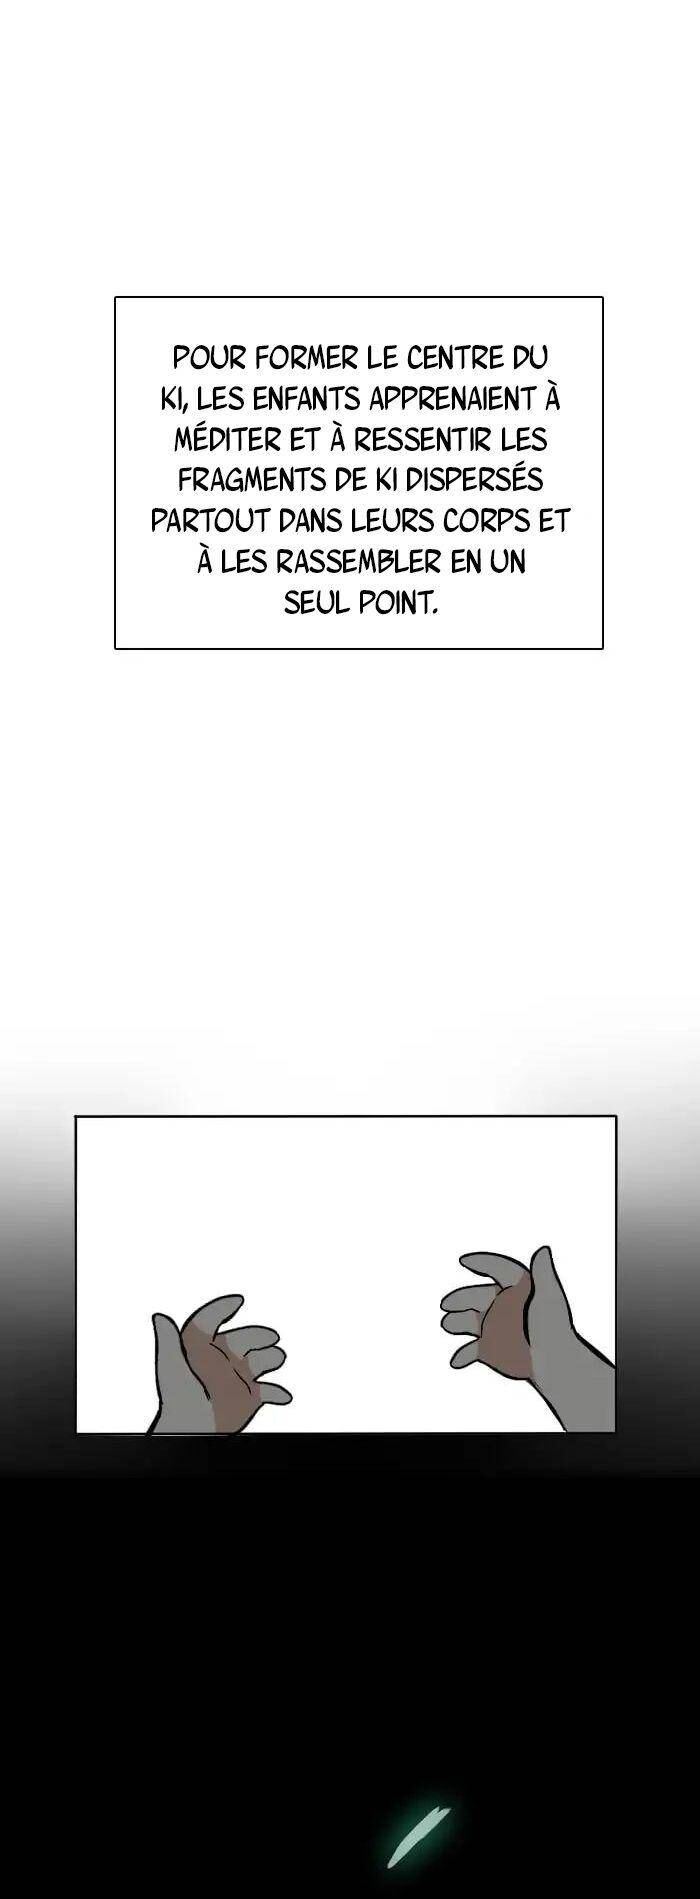 POUR FORMER LE CENTRE DU
KI, LES ENFANTS APPRENAIENT À
MÉDITER ET À RESSENTIR LES
FRAGMENTS DE KI DISPERSÉS
PARTOUT DANS LEURS CORPS ET
À LES RASSEMBLER EN UN
SEUL POINT.